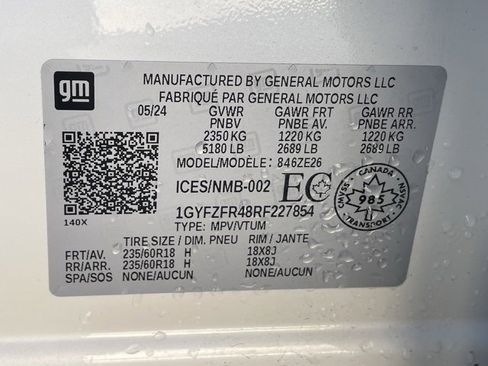 gm
MANUFACTURED BY GENERAL MOTORS LLC
FABRIQUÉ PAR GENERAL MOTORS LLC
05/24 GVWR GAWR FRT GAWR RR
PNBV PNBE AV. PNBE ARR.
2350 KG 1220 KG 1220 KG
5180 LB 2689 LB 2689 LB
MODEL/MODÈLE: 846ZE26
140X
ICES/NMB-002 EC
CANADA
CMVSS NSVAC
985
TRANSPORT
1GYFZFR48RF227854
TYPE: MPV/VTUM
TIRE SIZE / DIM. PNEU RIM / JANTE
FRT/AV. 235/60R18 H 18X8J
RR/ARR. 235/60R18 H 18X8J
SPA/SOS NONE/AUCUN NONE/AUCUN